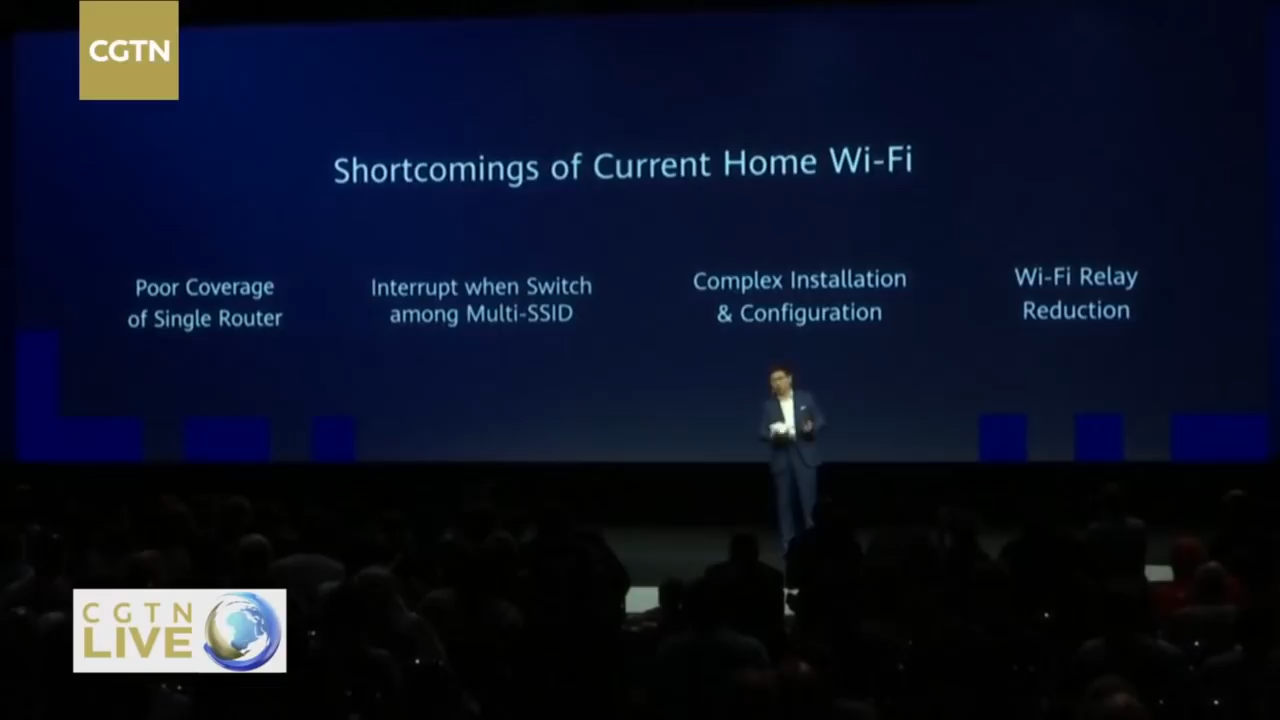 CGTN
Shortcomings of Current Home Wi-Fi
Poor Coverage
of Single Router
Interrupt when Switch
among Multi-SSID
Complex Installation
& Configuration
Wi-Fi Relay
Reduction
CGTN
LIVE